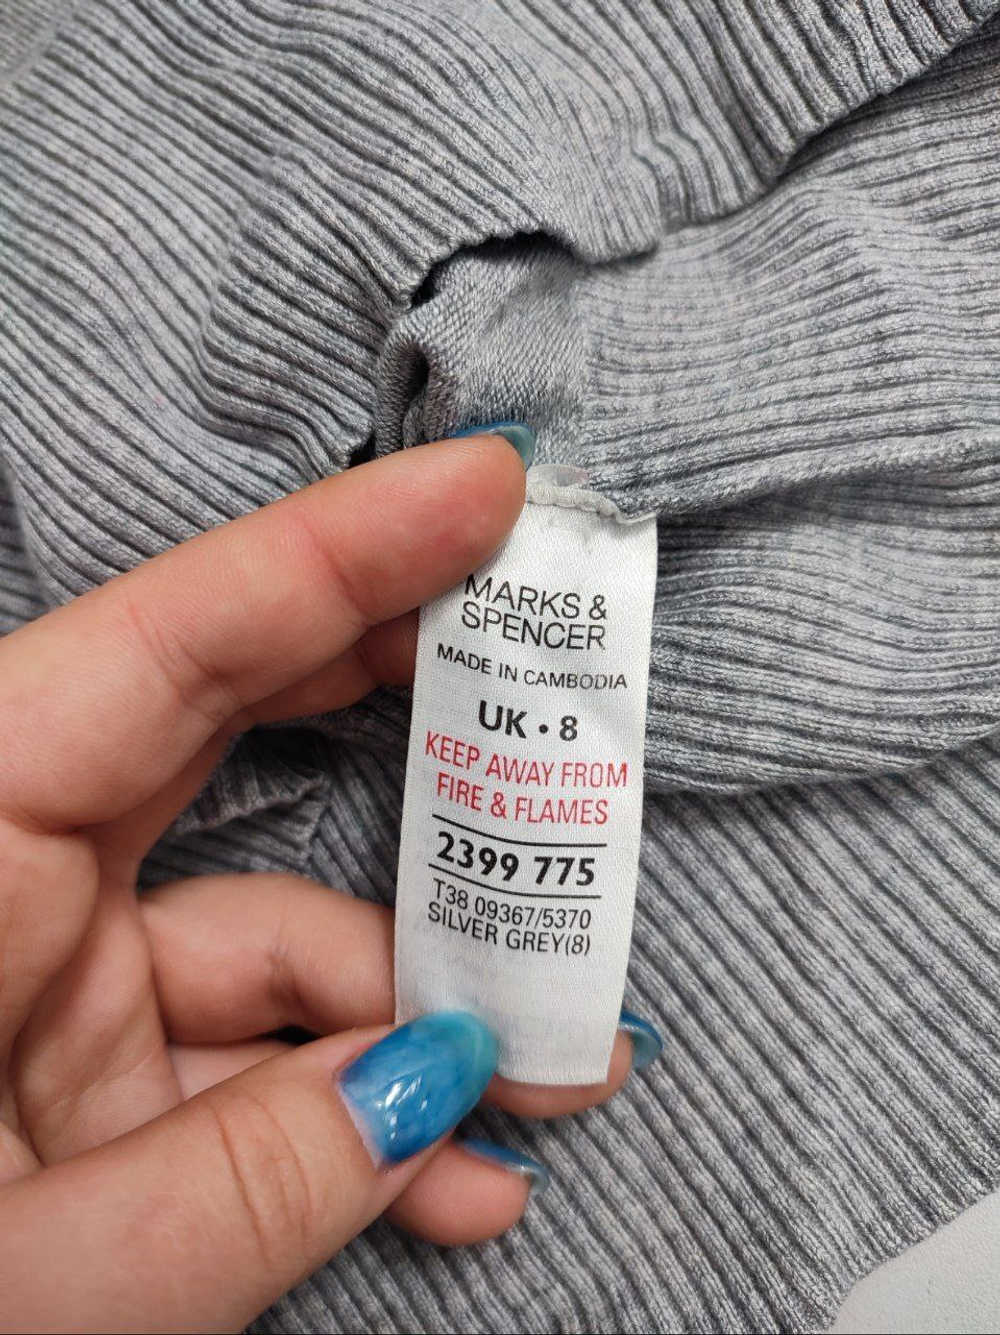 MARKS &
SPENCER
MADE IN CAMBODIA
UK • 8
KEEP AWAY FROM
FIRE & FLAMES
2399 775
T38 09367/5370
SILVER GREY(8)